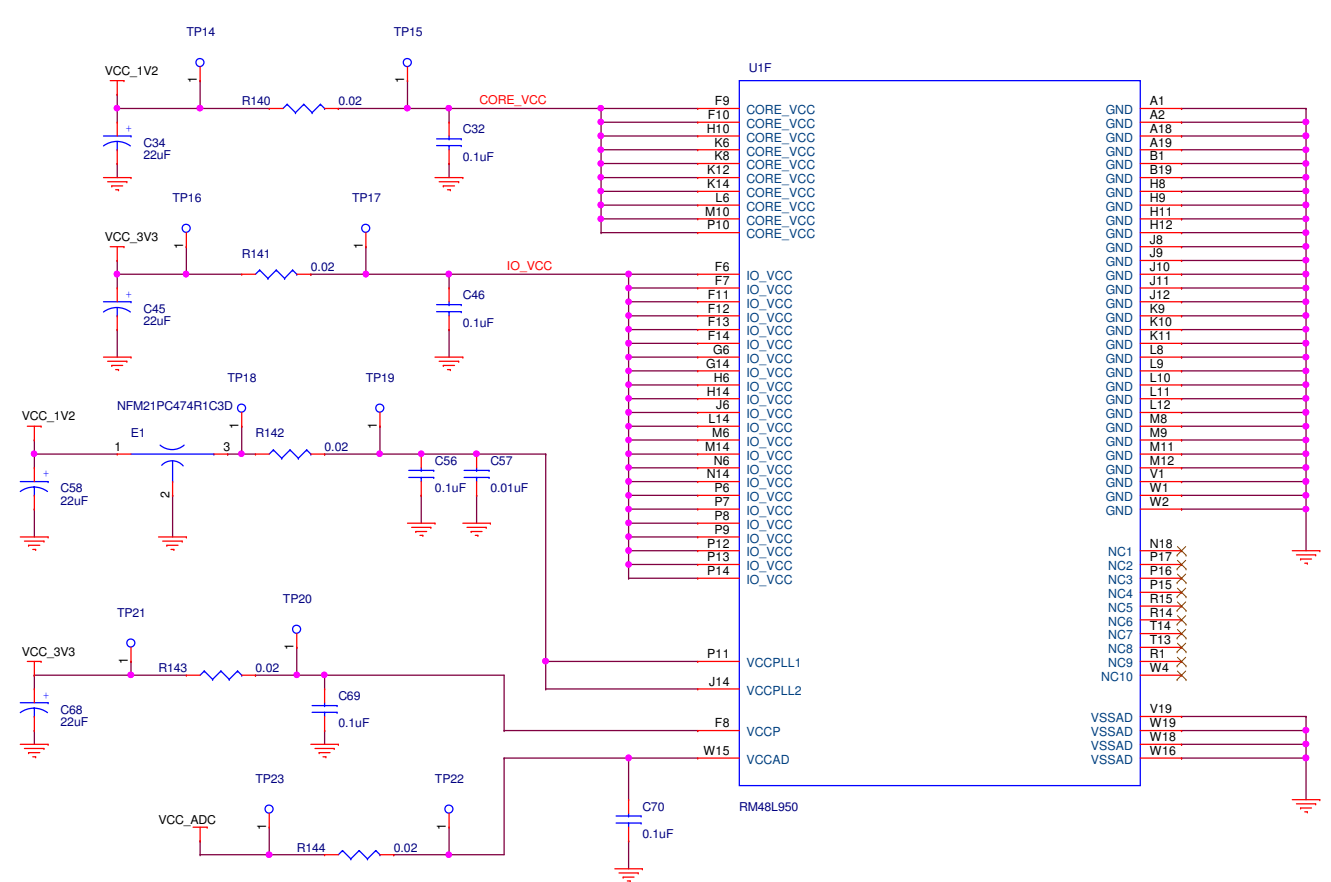 TP14
TP15
VCC_1V2
1
1
R140
0.02
CORE_VCC
C34
22uF
C32
0.1uF
TP16
TP17
VCC_3V3
1
1
R141
0.02
IO_VCC
C45
22uF
C46
0.1uF
TP18
TP19
VCC_1V2
NFM21PC474R1C3D
E1
1
3
2
1
1
R142
0.02
C58
22uF
C56
0.1uF
C57
0.01uF
TP21
TP20
VCC_3V3
1
1
R143
0.02
C68
22uF
C69
0.1uF
TP23
TP22
VCC_ADC
1
1
R144
0.02
C70
0.1uF
U1F
F9 CORE_VCC
F10 CORE_VCC
H10 CORE_VCC
K6 CORE_VCC
K8 CORE_VCC
K12 CORE_VCC
K14 CORE_VCC
L6 CORE_VCC
M10 CORE_VCC
P10 CORE_VCC
F6 IO_VCC
F7 IO_VCC
F11 IO_VCC
F12 IO_VCC
F13 IO_VCC
F14 IO_VCC
G6 IO_VCC
G14 IO_VCC
H6 IO_VCC
H14 IO_VCC
J6 IO_VCC
L14 IO_VCC
M6 IO_VCC
M14 IO_VCC
N6 IO_VCC
N14 IO_VCC
P6 IO_VCC
P7 IO_VCC
P8 IO_VCC
P9 IO_VCC
P12 IO_VCC
P13 IO_VCC
P14 IO_VCC
P11 VCCPLL1
J14 VCCPLL2
F8 VCCP
W15 VCCAD
GND A1
GND A2
GND A18
GND A19
GND B1
GND B19
GND H8
GND H9
GND H11
GND H12
GND J8
GND J9
GND J10
GND J11
GND J12
GND K9
GND K10
GND K11
GND L8
GND L9
GND L10
GND L11
GND L12
GND M8
GND M9
GND M11
GND M12
GND V1
GND W1
GND W2
NC1 N18
NC2 P17
NC3 P16
NC4 P15
NC5 R15
NC6 R14
NC7 T14
NC8 T13
NC9 R1
NC10 W4
VSSAD V19
VSSAD W19
VSSAD W18
VSSAD W16
RM48L950